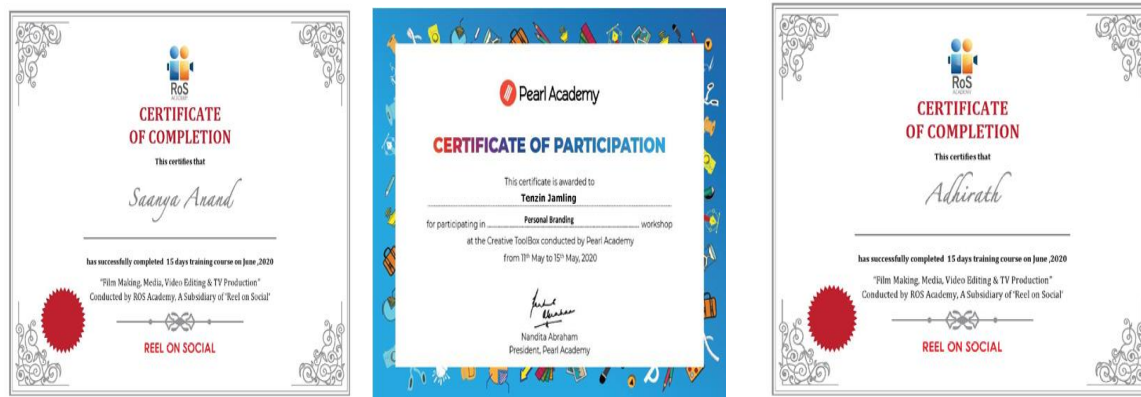 RoS
ACADEMY
CERTIFICATE
OF COMPLETION
This certifies that
Saanya Anand
has successfully completed 15 days training course on June ,2020
"Film Making, Media, Video Editing & TV Production"
Conducted by ROS Academy, A Subsidiary of 'Reel on Social'
REEL ON SOCIAL
Pearl Academy
CERTIFICATE OF PARTICIPATION
This certificate is awarded to
Tenzin Jamling
for participating in Personal Branding workshop
at the Creative ToolBox conducted by Pearl Academy
from 11th May to 15th May, 2020
Nandita Abraham
Nandita Abraham
President, Pearl Academy
RoS
ACADEMY
CERTIFICATE
OF COMPLETION
This certifies that
Adhirath
has successfully completed 15 days training course on June ,2020
"Film Making, Media, Video Editing & TV Production"
Conducted by ROS Academy, A Subsidiary of 'Reel on Social'
REEL ON SOCIAL